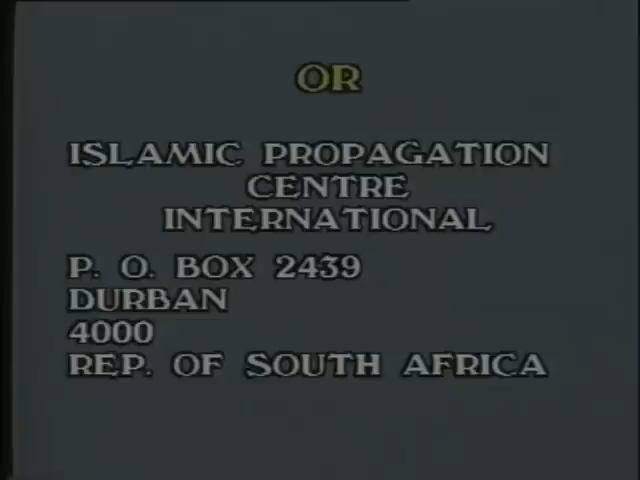 OR
ISLAMIC PROPAGATION
CENTRE
INTERNATIONAL
P. O. BOX 2439
DURBAN
4000
REP. OF SOUTH AFRICA